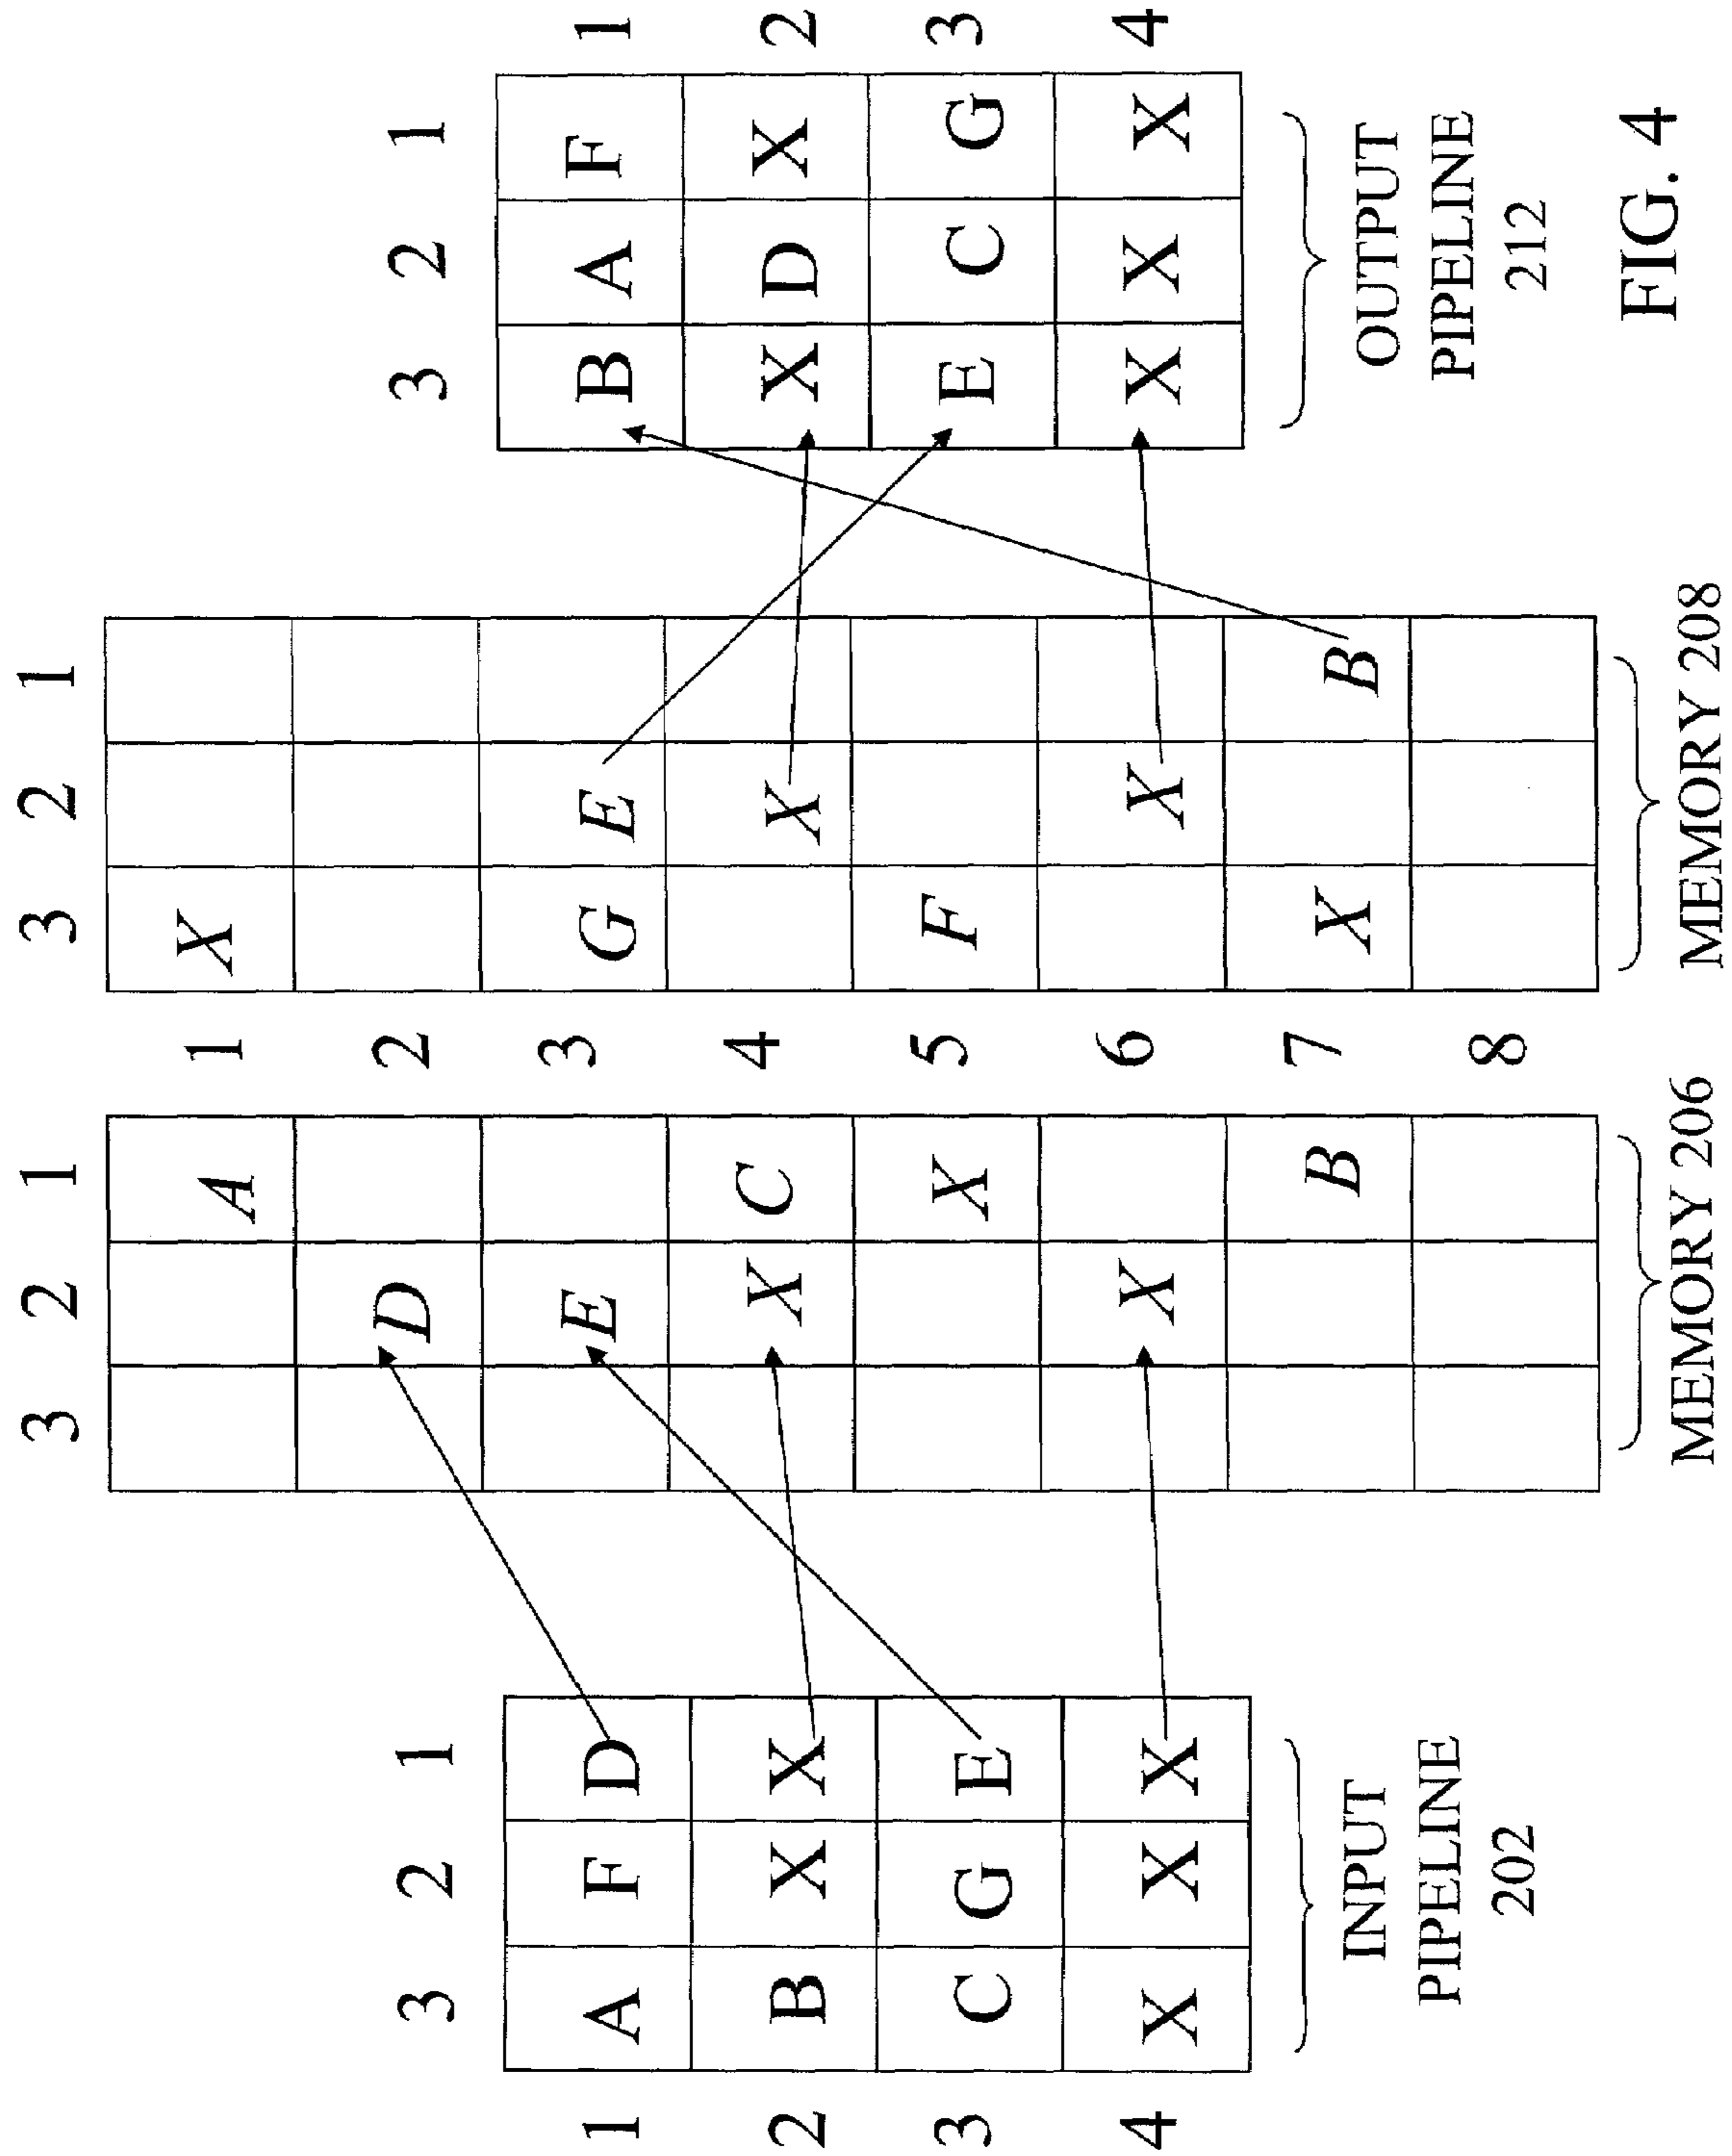 3 2 1 3 2 1
A 1 X
3 2 1 D 2 3 2 1
1 A F D E 3 G E B A F 1
2 B X X X C 4 X X D X 2
3 C G E X 5 F E C G 3
4 X X X X 6 X X X X 4
B 7 X B
8
INPUT
PIPELINE
202
MEMORY 206
MEMORY 208
OUTPUT
PIPELINE
212
FIG. 4